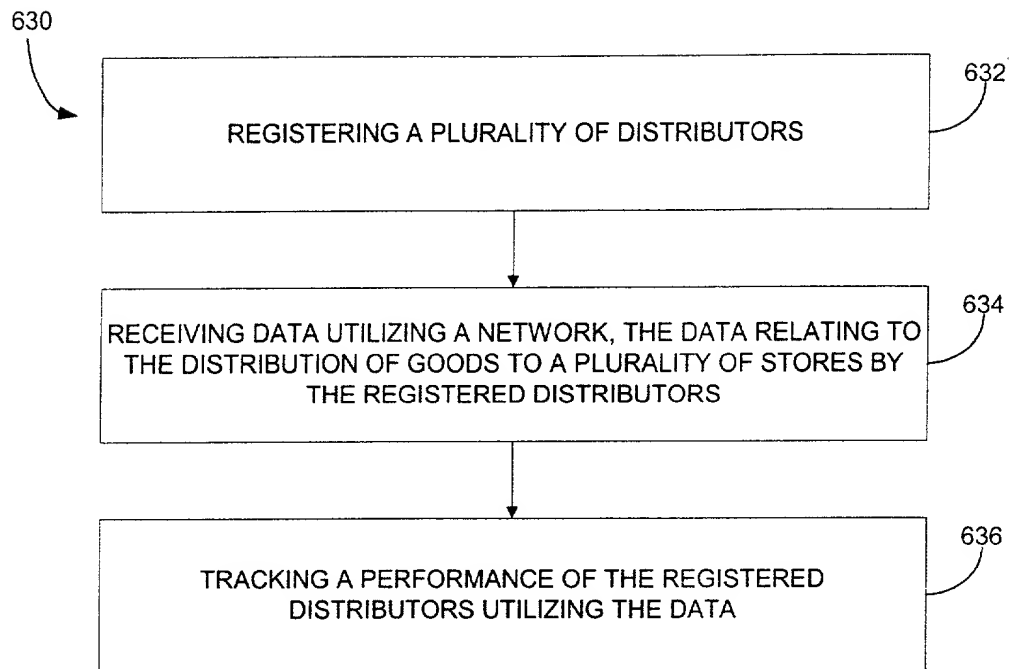 630
632
REGISTERING A PLURALITY OF DISTRIBUTORS
634
RECEIVING DATA UTILIZING A NETWORK, THE DATA RELATING TO
THE DISTRIBUTION OF GOODS TO A PLURALITY OF STORES BY
THE REGISTERED DISTRIBUTORS
636
TRACKING A PERFORMANCE OF THE REGISTERED
DISTRIBUTORS UTILIZING THE DATA